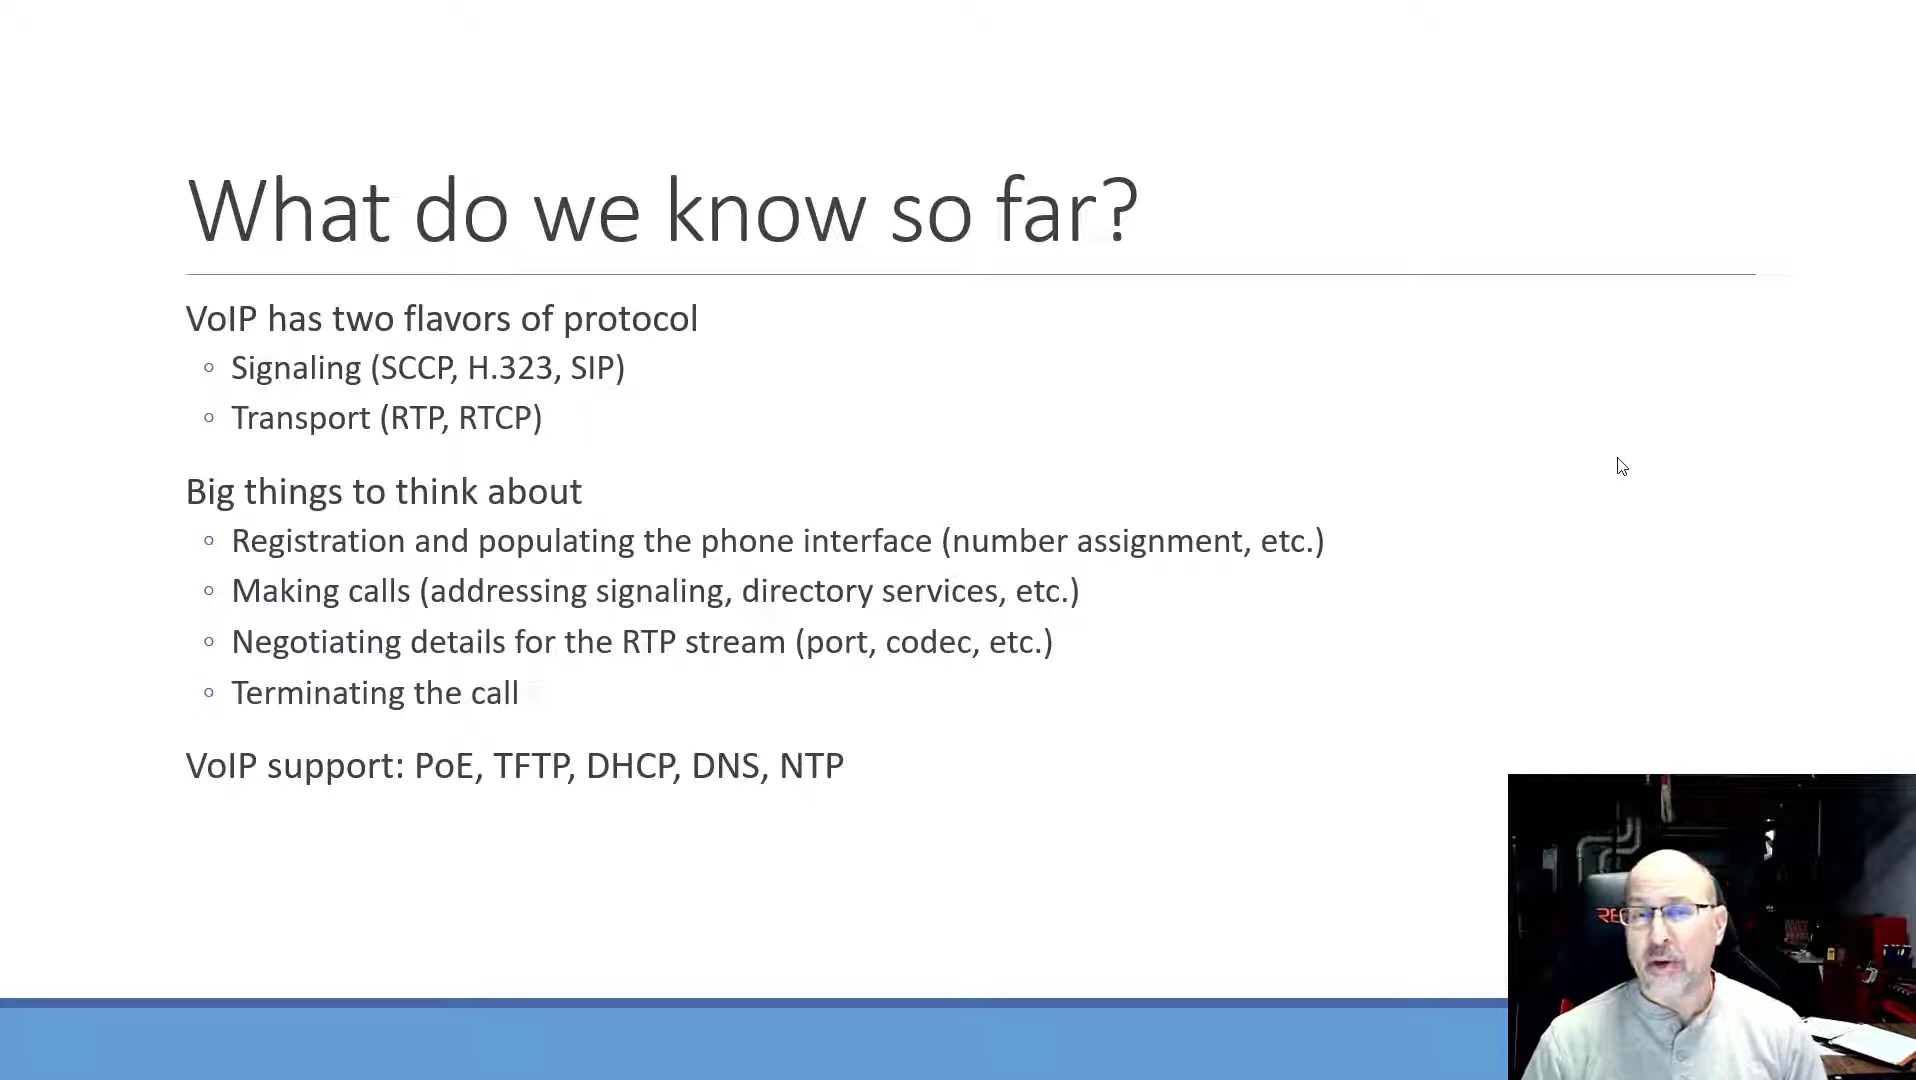 What do we know so far?
VoIP has two flavors of protocol
◦ Signaling (SCCP, H.323, SIP)
◦ Transport (RTP, RTCP)
Big things to think about
◦ Registration and populating the phone interface (number assignment, etc.)
◦ Making calls (addressing signaling, directory services, etc.)
◦ Negotiating details for the RTP stream (port, codec, etc.)
◦ Terminating the call
VoIP support: PoE, TFTP, DHCP, DNS, NTP